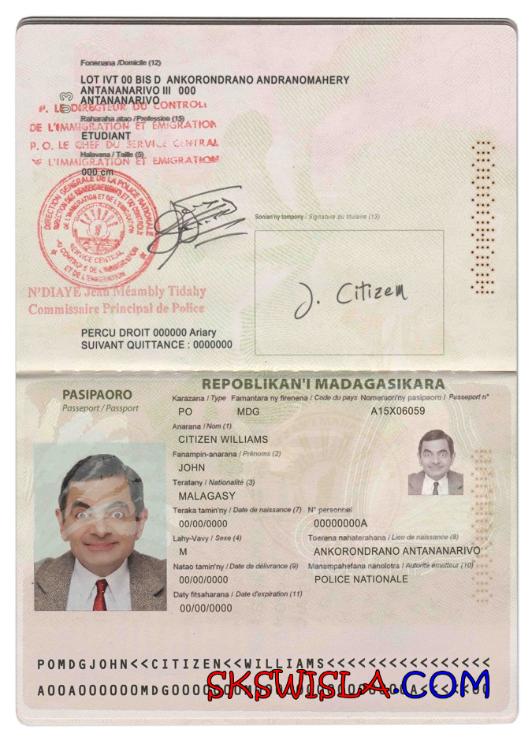 Fonenana /Domicile (12)
LOT IVT 00 BIS D ANKORONDRANO ANDRANOMAHERY
ANTANANARIVO III 000
ANTANANARIVO
P. LE DIRECTEUR DU CONTROLE
Raharaha atao / Profession (15)
DE L'IMMIGRATION ET EMIGRATION
ETUDIANT
P. O. LE CHEF DU SERVICE CENTRAL
Halavana / Taille (5)
DE L'IMMIGRATION ET EMIGRATION
000 cm
DIRECTION GENERALE DE LA POLICE NATIONALE
SERVICE CENTRAL
Sonian'ny tompony / Signature du titulaire (13)
J. Citizen
N'DIAYE Jean Méambly Tidahy
Commissaire Principal de Police
PERCU DROIT 000000 Ariary
SUIVANT QUITTANCE : 0000000
REPOBLIKAN'I MADAGASIKARA
PASIPAORO
Passeport / Passport
Karazana / Type Famantara ny firenena / Code du pays Nomeraon'ny pasipaoro / Passeport n°
PO MDG A15X06059
Anarana / Nom (1)
CITIZEN WILLIAMS
Fanampin-anarana / Prénoms (2)
JOHN
Teratany / Nationalité (3)
MALAGASY
Teraka tamin'ny / Date de naissance (7) N° personnel
00/00/0000 00000000A
Lahy-Vavy / Sexe (4) Toerana nahaterahana / Lieu de naissance (8)
M ANKORONDRANO ANTANANARIVO
Natao tamin'ny / Date de délivrance (9) Manampahefana nanolotra / Autorité émetteur (10)
00/00/0000 POLICE NATIONALE
Daty fitsaharana / Date d'expiration (11)
00/00/0000
POMDGJOHN<<CITIZEN<<WILLIAMS<<<<<<<<<<<<<<<<
SKSWISLA.COM